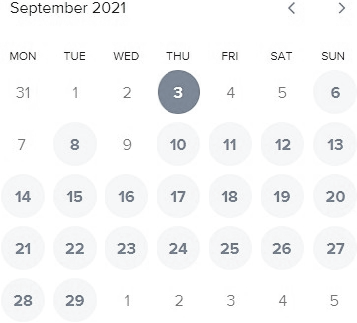 September 2021
MON TUE WED THU FRI SAT SUN
31 1 2 3 4 5 6
7 8 9 10 11 12 13
14 15 16 17 18 19 20
21 22 23 24 25 26 27
28 29 1 2 3 4 5